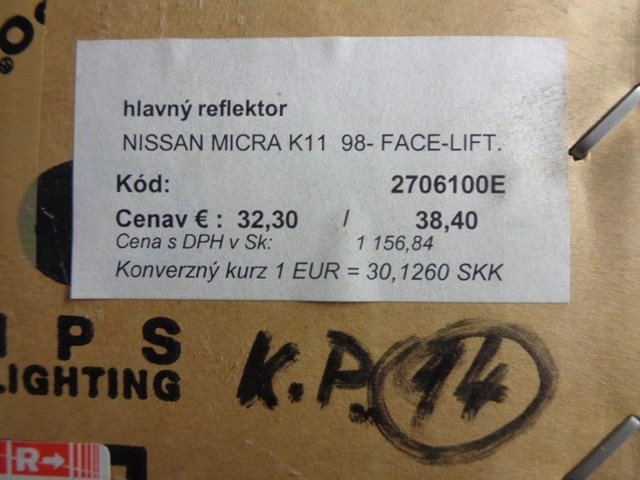 hlavný reflektor
NISSAN MICRA K11 98- FACE-LIFT.
Kód: 2706100E
Cenav € : 32,30 / 38,40
Cena s DPH v Sk: 1 156,84
Konverzný kurz 1 EUR = 30,1260 SKK
IPS
LIGHTING
K.P. 14
R→